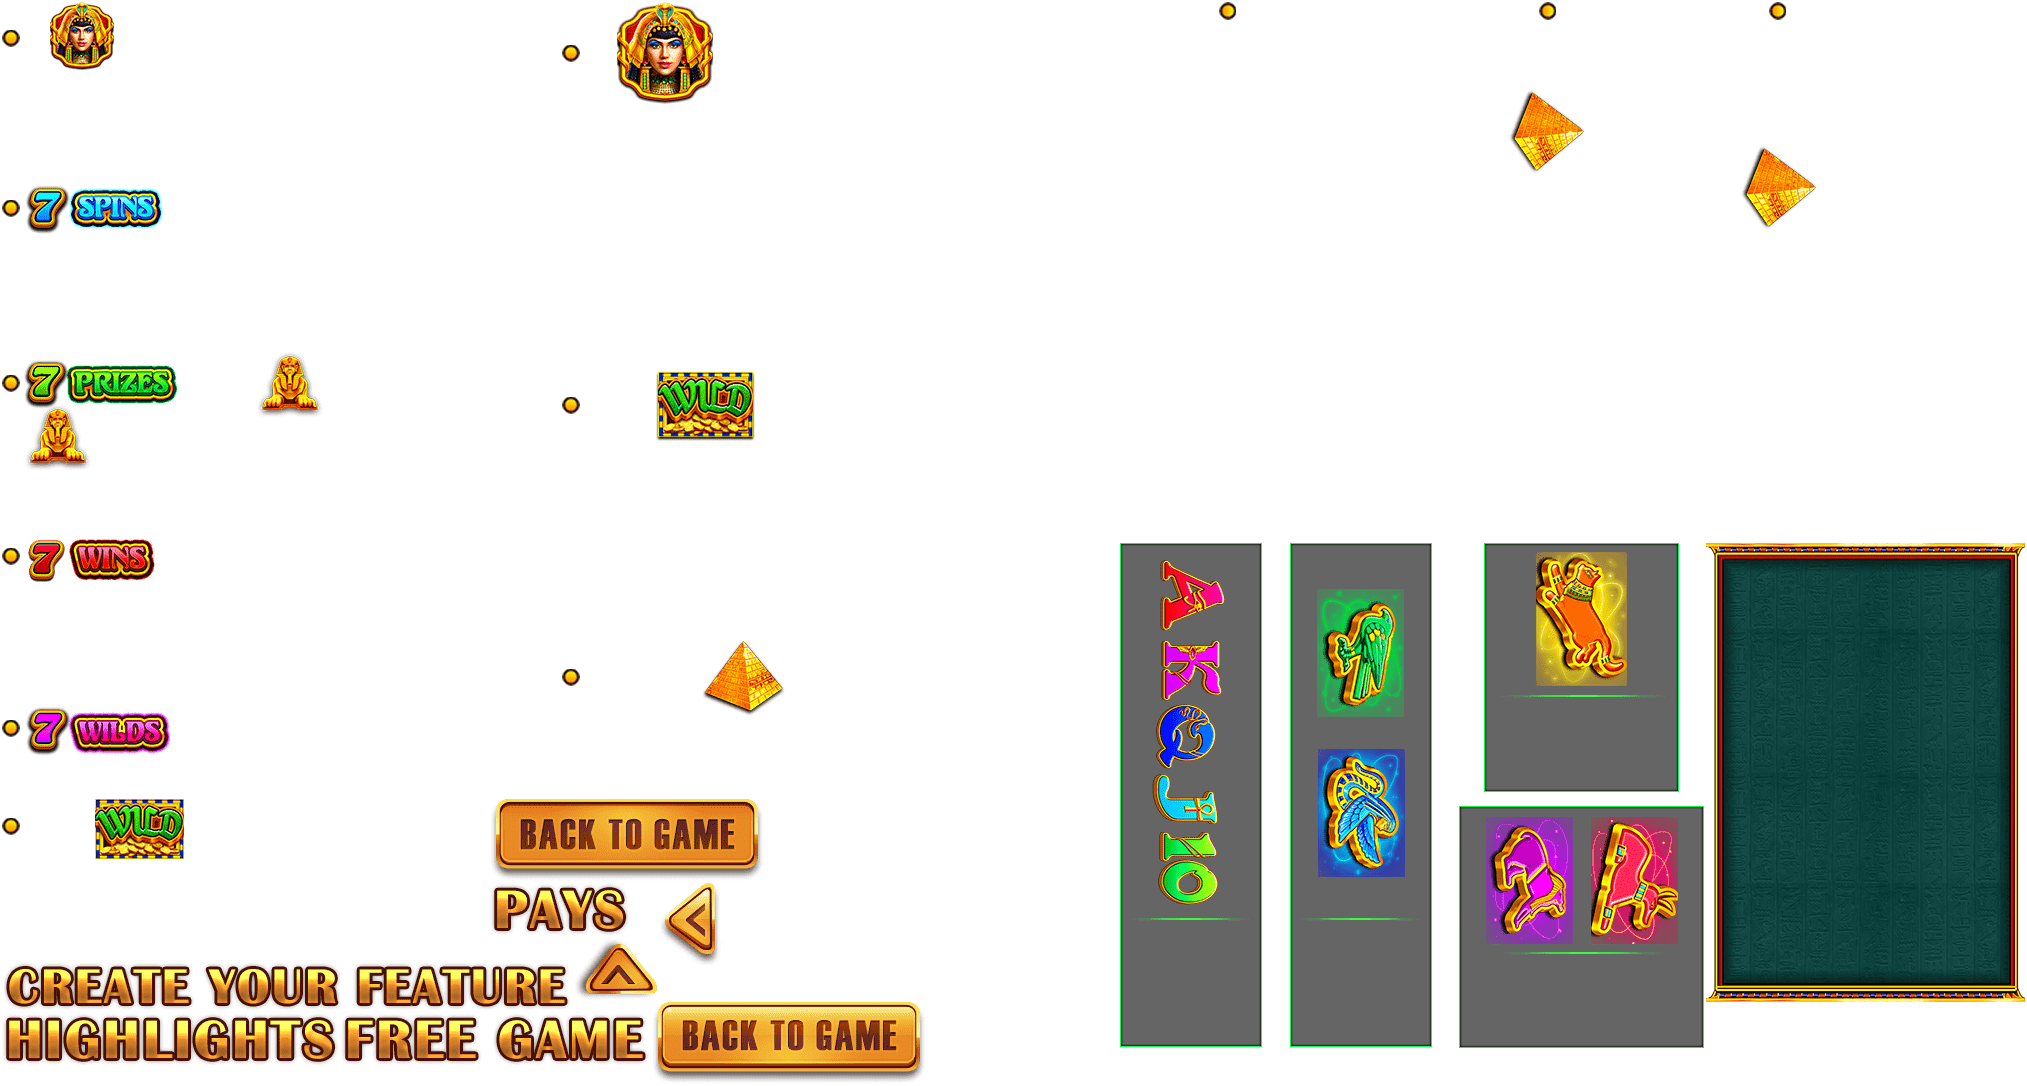 7 SPINS
7 PRIZES
WILD
7 WINS
7 WILDS
WILD
BACK TO GAME
PAYS
CREATE YOUR FEATURE
HIGHLIGHTS FREE GAME
BACK TO GAME
A
K
Q
J
10